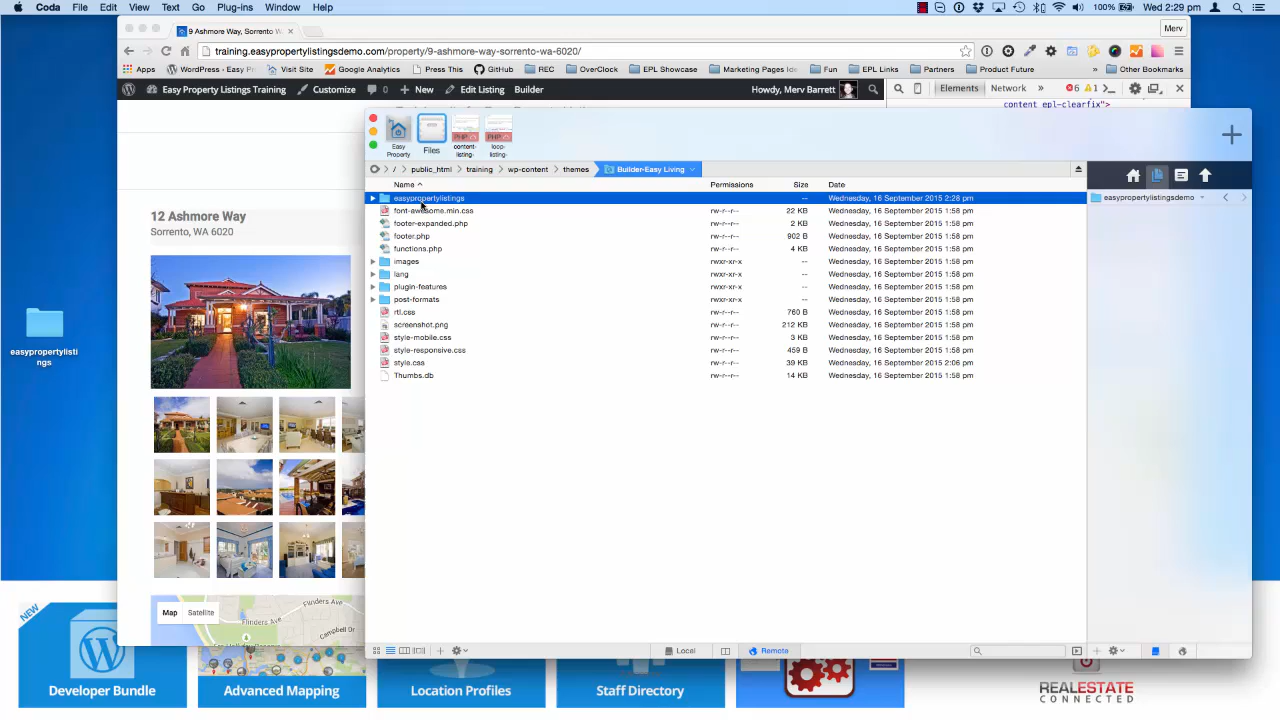 Coda File Edit View Text Go Plug-ins Window Help 100% Wed 2:29 pm
9 Ashmore Way, Sorrento W
Merv
training.easypropertylistingsdemo.com/property/9-ashmore-way-sorrento-wa-6020/
Apps WordPress - Easy Pr Visit Site Google Analytics Press This GitHub REC OverClock EPL Showcase Marketing Pages Ide Fun EPL Links Partners Product Future » Other Bookmarks
Easy Property Listings Training Customize 0 New Edit Listing Builder Howdy, Merv Barrett Elements Network » 6 1
content epl-clearfix">
Easy Property
Files
content-listing-
loop-listing-
/ public_html training wp-content themes Builder-Easy Living
Name Permissions Size Date
easypropertylistings -- Wednesday, 16 September 2015 2:28 pm
easypropertylistingsdemo
font-awesome.min.css rw-r--r-- 22 KB Wednesday, 16 September 2015 1:58 pm
footer-expanded.php rw-r--r-- 2 KB Wednesday, 16 September 2015 1:58 pm
footer.php rw-r--r-- 902 B Wednesday, 16 September 2015 1:58 pm
functions.php rw-r--r-- 4 KB Wednesday, 16 September 2015 1:58 pm
images rwxr-xr-x -- Wednesday, 16 September 2015 1:58 pm
lang rwxr-xr-x -- Wednesday, 16 September 2015 1:58 pm
plugin-features rwxr-xr-x -- Wednesday, 16 September 2015 1:58 pm
post-formats rwxr-xr-x -- Wednesday, 16 September 2015 1:58 pm
rtl.css rw-r--r-- 760 B Wednesday, 16 September 2015 1:58 pm
screenshot.png rw-r--r-- 212 KB Wednesday, 16 September 2015 1:58 pm
style-mobile.css rw-r--r-- 3 KB Wednesday, 16 September 2015 1:58 pm
style-responsive.css rw-r--r-- 459 B Wednesday, 16 September 2015 1:58 pm
style.css rw-r--r-- 39 KB Wednesday, 16 September 2015 2:06 pm
Thumbs.db rw-r--r-- 14 KB Wednesday, 16 September 2015 1:58 pm
12 Ashmore Way
Sorrento, WA 6020
easypropertylisti
ngs
Map Satellite
Flinders Ave
Flinders Ave
Campbell Dr
Local Remote
NEW
Developer Bundle
Advanced Mapping
Location Profiles
Staff Directory
REALESTATE
CONNECTED